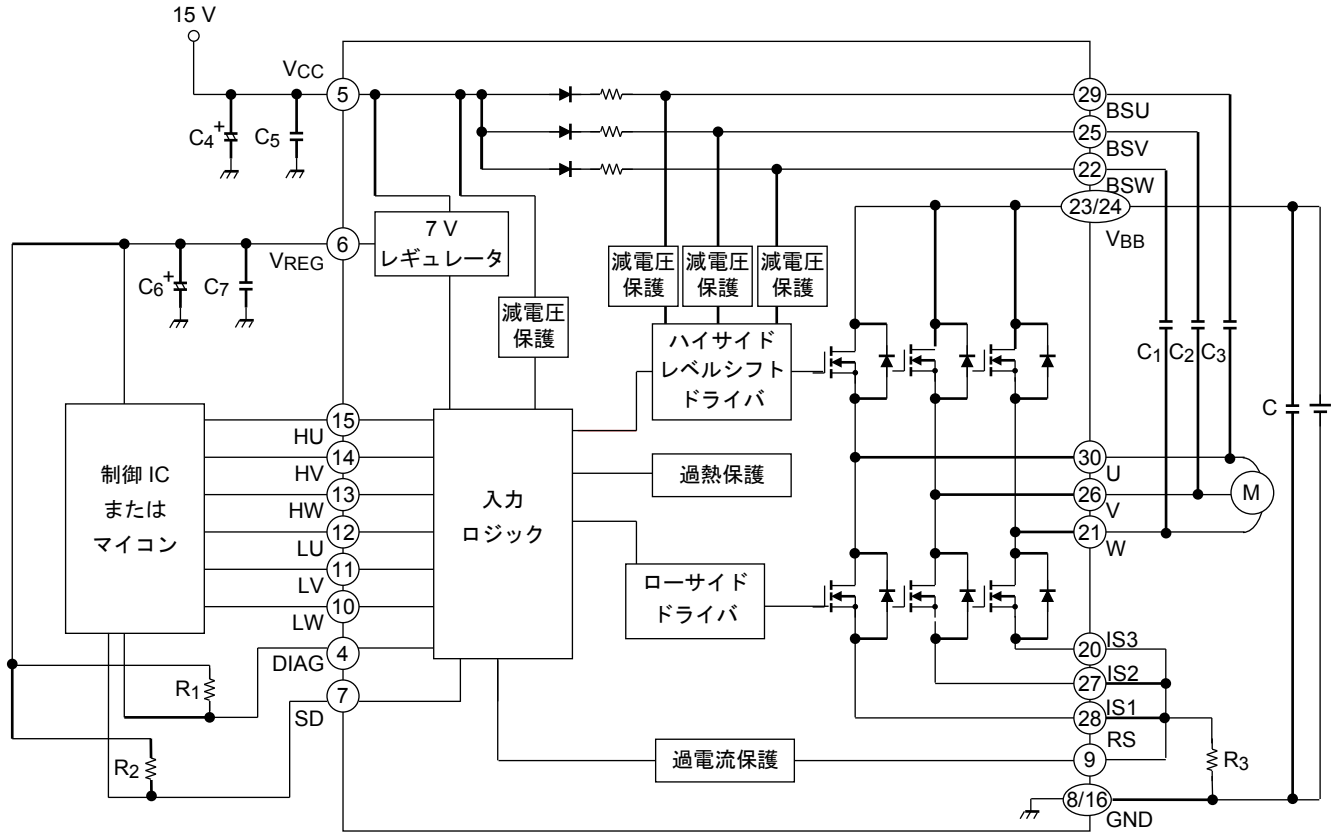 15 V
VCC
5
C4
+
C5
29
BSU
25
BSV
22
BSW
23/24
VBB
6
VREG
7 V
レギュレータ
C6
+
C7
減電圧
保護
減電圧
保護
減電圧
保護
減電圧
保護
ハイサイド
レベルシフト
ドライバ
C1
C2
C3
C
制御 IC
または
マイコン
15
HU
14
HV
13
HW
12
LU
11
LV
10
LW
4
DIAG
7
SD
入力
ロジック
過熱保護
ローサイド
ドライバ
30
U
26
V
21
W
M
20
IS3
27
IS2
28
IS1
RS
9
8/16
GND
過電流保護
R1
R2
R3